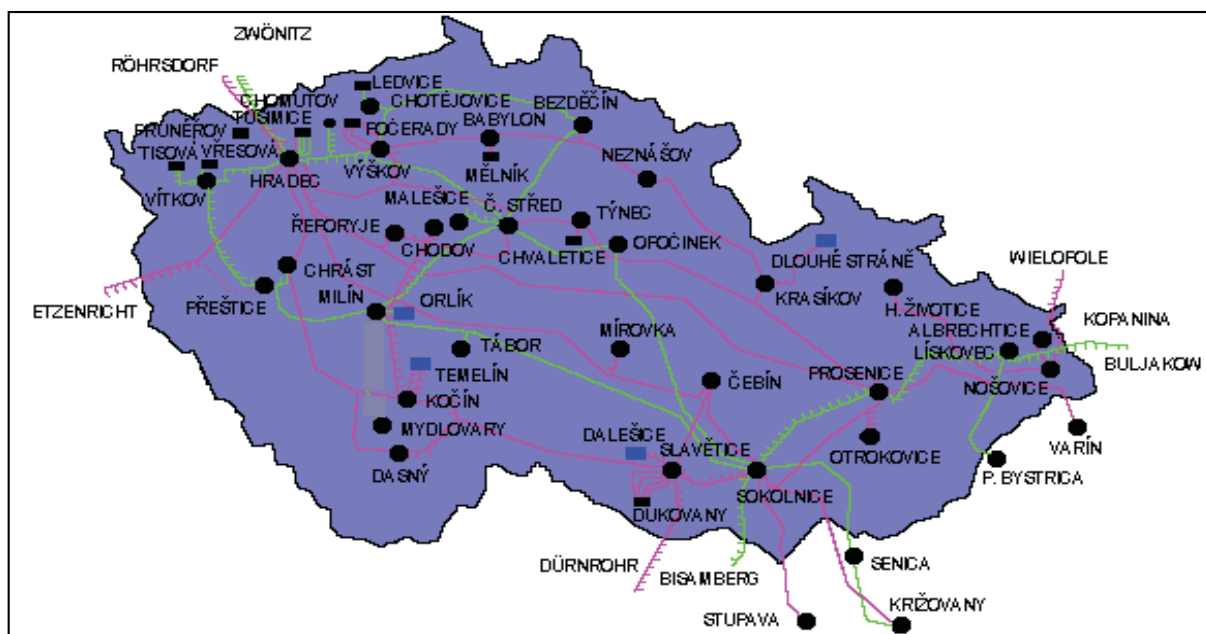 ZWÖNITZ
RÖHRSDORF
LEDVICE
CHOMUTOV
CHOTĚJOVICE
BEZDĚČÍN
TUŠIMICE
BABYLON
PRUNÉŘOV
POČERADY
TISOVÁ
VŘESOVÁ
NEZNÁŠOV
HRADEC
VÝŠKOV
MĚLNÍK
VÍTKOV
MALEŠICE
Č. STŘED
TÝNEC
ŘEPORYJE
OPOČINEK
CHODOV
CHVALETICE
DLOUHÉ STRÁNĚ
WIELOPOLE
CHRÁST
KRASÍKOV
ETZENRICHT
PŘEŠTICE
MILÍN
ORLÍK
H. ŽIVOTICE
KOPANINA
ALBRECHTICE
MÍROVKA
LÍSKOVEC
TÁBOR
BULJAKOW
TEMELÍN
PROSENICE
NOŠOVICE
ČEBÍN
KOČÍN
MYDLOVARY
DALEŠICE
SLAVĚTICE
OTROKOVICE
VARÍN
DASNÝ
P. BYSTRICA
SOKOLNICE
DUKOVANY
DÜRNROHR
BISAMBERG
SENICA
STUPAVA
KRIŽOVANY